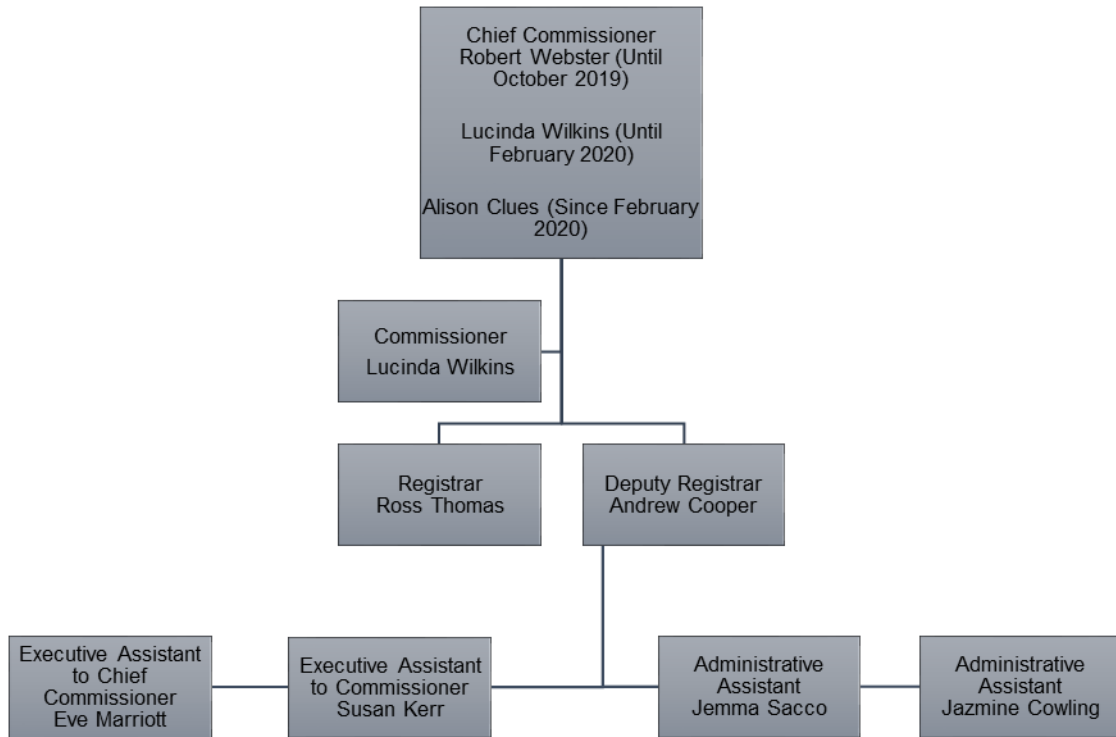 Chief Commissioner
Robert Webster (Until
October 2019)
Lucinda Wilkins (Until
February 2020)
Alison Clues (Since February
2020)
Commissioner
Lucinda Wilkins
Registrar
Ross Thomas
Deputy Registrar
Andrew Cooper
Executive Assistant
to Chief
Commissioner
Eve Marriott
Executive Assistant
to Commissioner
Susan Kerr
Administrative
Assistant
Jemma Sacco
Administrative
Assistant
Jazmine Cowling